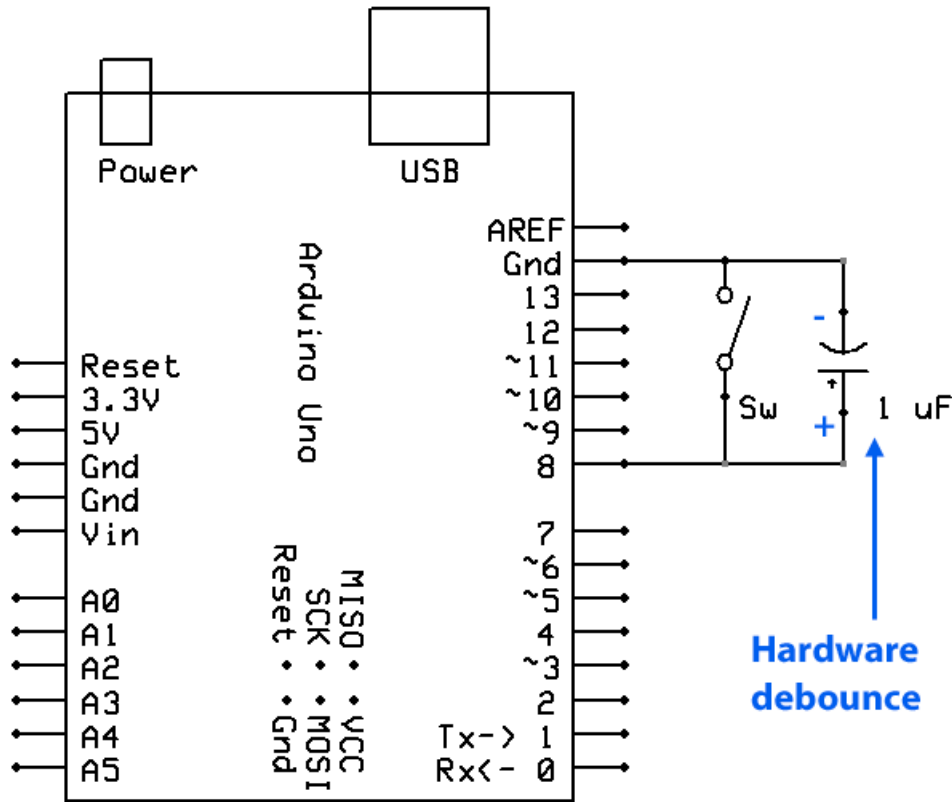 Power
USB
Arduino Uno
AREF
Gnd
13
12
~11
~10
~9
8
7
~6
~5
4
~3
2
Tx-> 1
Rx<- 0
Reset
3.3V
5V
Gnd
Gnd
Vin
A0
A1
A2
A3
A4
A5
MISO • • VCC
SCK • • MOSI
Reset • • Gnd
Sw
-
+
1 uF
Hardware
debounce